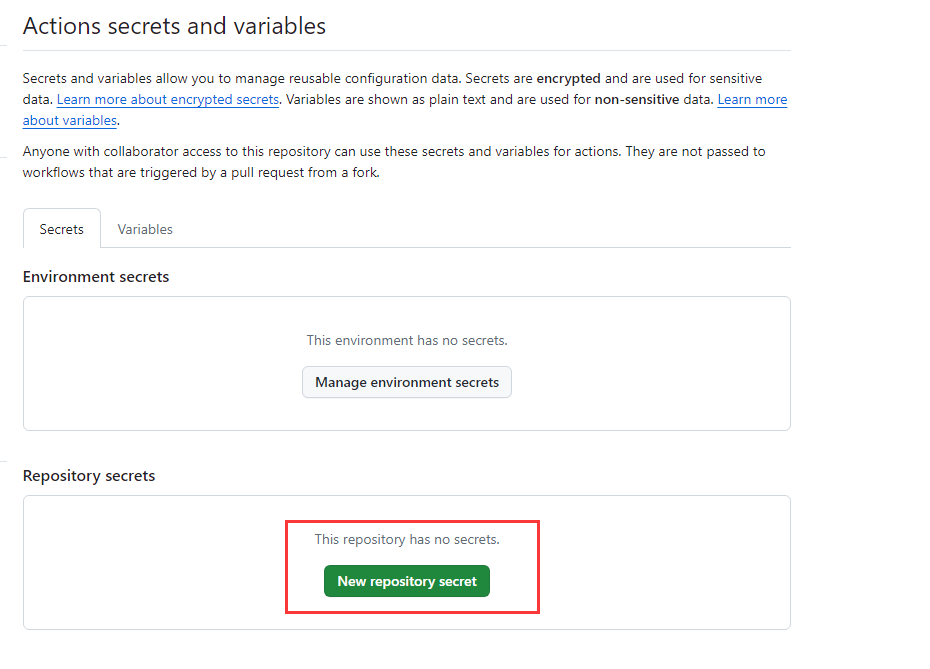 Actions secrets and variables
Secrets and variables allow you to manage reusable configuration data. Secrets are encrypted and are used for sensitive
data. Learn more about encrypted secrets. Variables are shown as plain text and are used for non-sensitive data. Learn more
about variables.
Anyone with collaborator access to this repository can use these secrets and variables for actions. They are not passed to
workflows that are triggered by a pull request from a fork.
Secrets Variables
Environment secrets
This environment has no secrets.
Manage environment secrets
Repository secrets
This repository has no secrets.
New repository secret